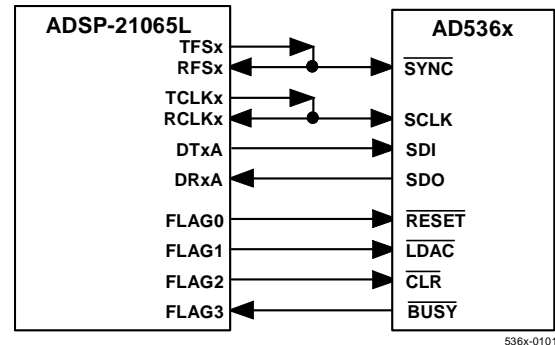 ADSP-21065L
TFSx
RFSx
TCLKx
RCLKx
DTxA
DRxA
FLAG0
FLAG1
FLAG2
FLAG3
AD536x
SYNC
SCLK
SDI
SDO
RESET
LDAC
CLR
BUSY
536x-0101